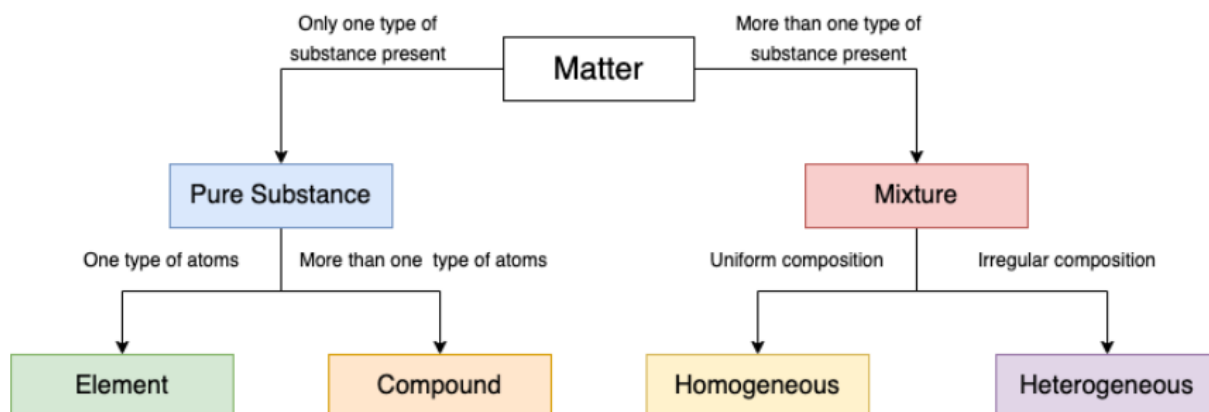 Only one type of
substance present
Matter
More than one type of
substance present
Pure Substance
Mixture
One type of atoms
More than one type of atoms
Uniform composition
Irregular composition
Element
Compound
Homogeneous
Heterogeneous